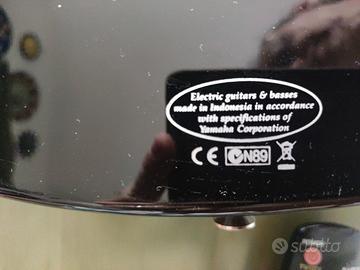 Electric guitars & basses
made in Indonesia in accordance
with specifications of
Yamaha Corporation
CE N89
subito